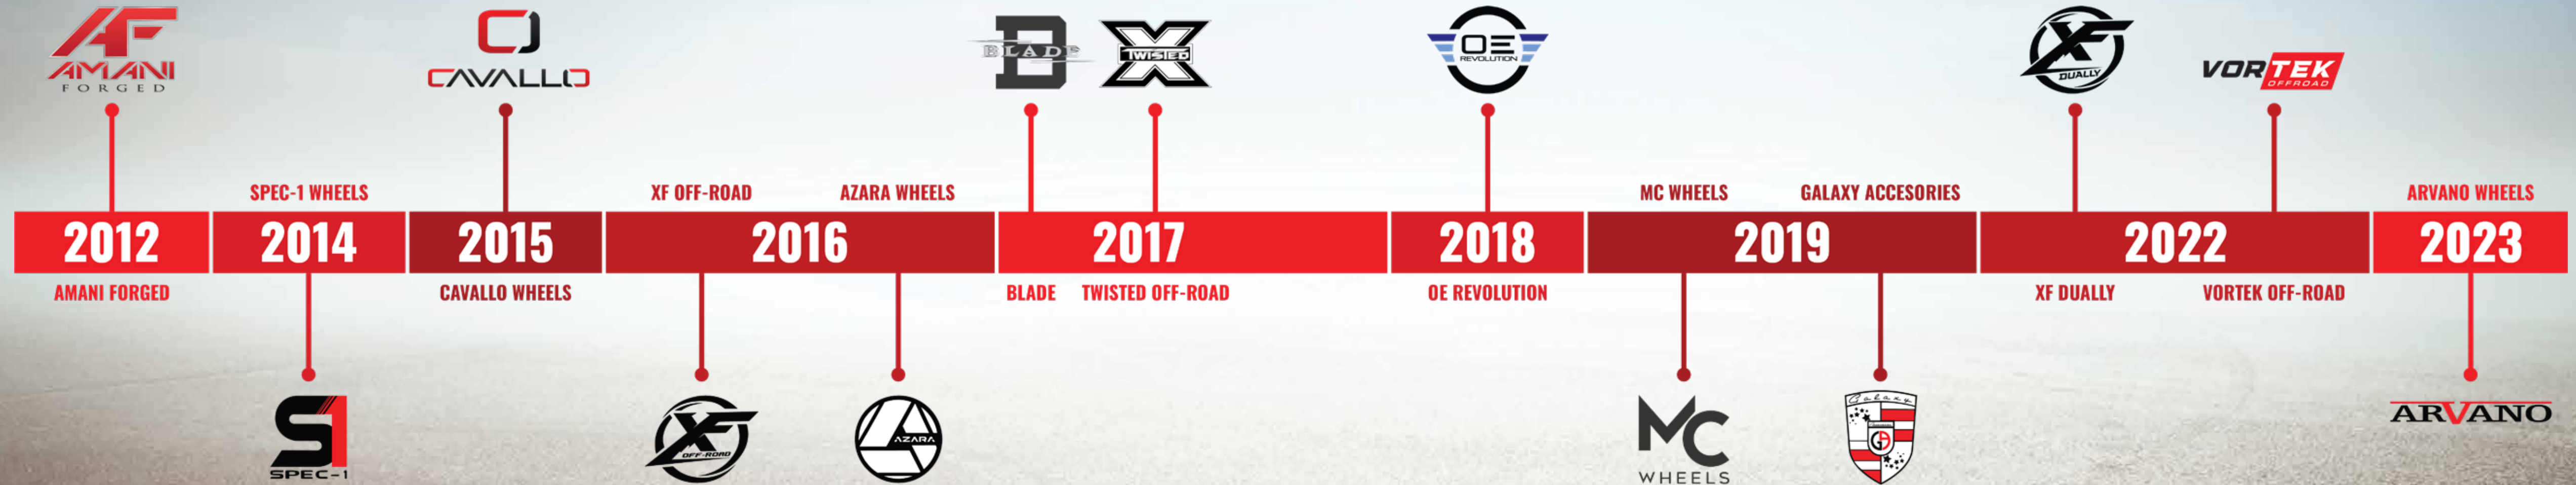 AF
AMANI
FORGED
CAVALLO
BLADE
TWISTED
OE
REVOLUTION
XF
DUALLY
VORTEK
OFFROAD
SPEC-1 WHEELS
XF OFF-ROAD
AZARA WHEELS
MC WHEELS
GALAXY ACCESORIES
ARVANO WHEELS
2012
2014
2015
2016
2017
2018
2019
2022
2023
AMANI FORGED
CAVALLO WHEELS
BLADE
TWISTED OFF-ROAD
OE REVOLUTION
XF DUALLY
VORTEK OFF-ROAD
S1
SPEC-1
XF
OFF-ROAD
AZARA
MC
WHEELS
Galaxy
GA
ARVANO